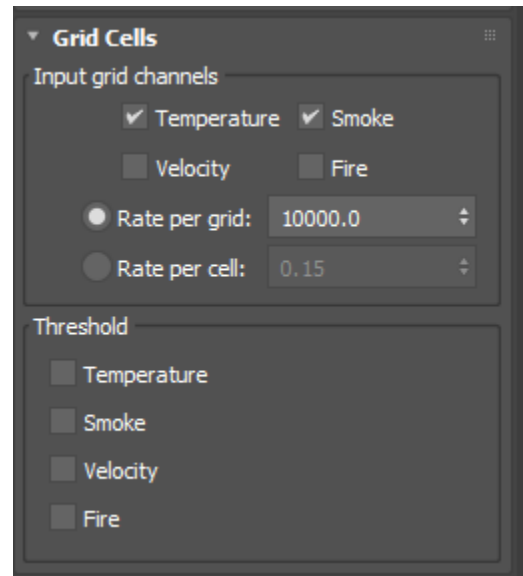 Grid Cells
Input grid channels
Temperature Smoke
Velocity Fire
Rate per grid: 10000.0
Rate per cell: 0.15
Threshold
Temperature
Smoke
Velocity
Fire